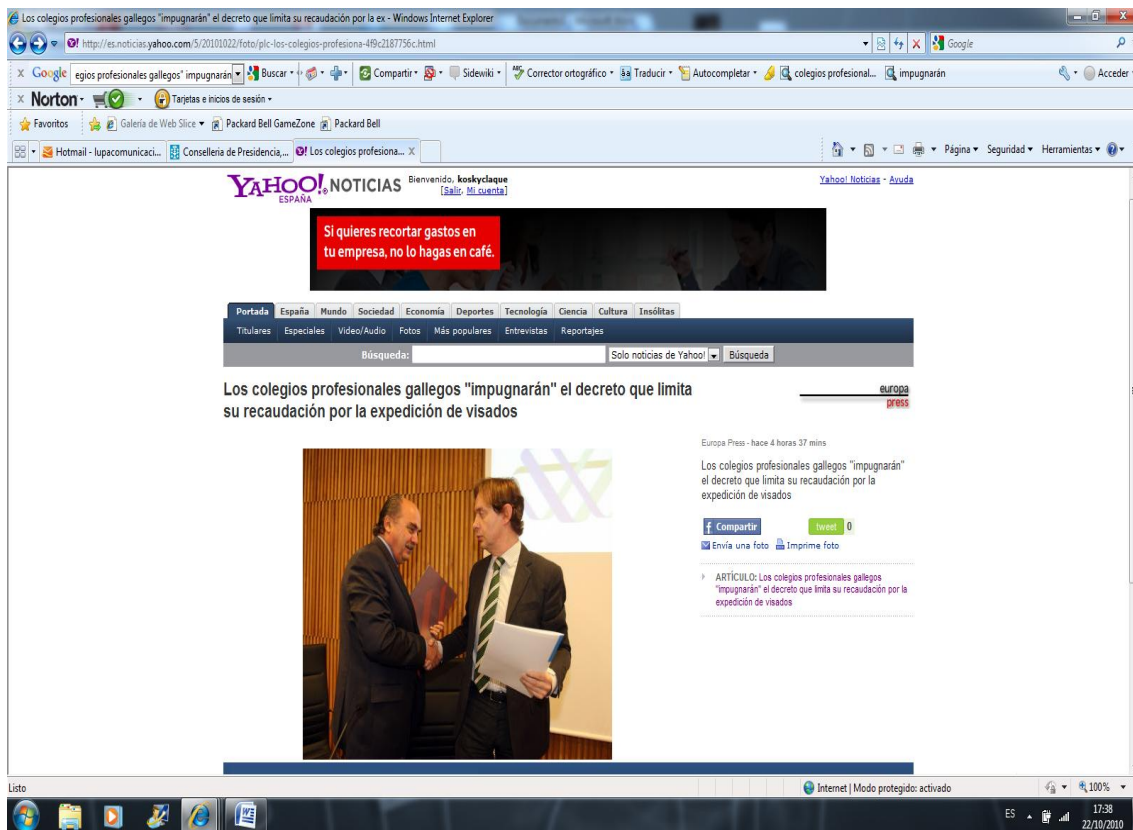 Los colegios profesionales gallegos "impugnarán" el decreto que limita su recaudación por la ex - Windows Internet Explorer
http://es.noticias.yahoo.com/5/20101022/foto/plc-los-colegios-profesiona-4f9c2187756c.html
Google
x Google egios profesionales gallegos" impugnarán Buscar Compartir Sidewiki Corrector ortográfico Traducir Autocompletar colegios profesional... impugnarán Acceder
x Norton Tarjetas e inicios de sesión
Favoritos Galería de Web Slice Packard Bell GameZone Packard Bell
Hotmail - lupacomunicaci... Conselleria de Presidencia,... Los colegios profesiona... X Página Seguridad Herramientas
YAHOO! NOTICIAS Bienvenido, koskyclaque Yahoo! Noticias - Ayuda
ESPAÑA [Salir, Mi cuenta]
Si quieres recortar gastos en
tu empresa, no lo hagas en café.
Portada España Mundo Sociedad Economía Deportes Tecnología Ciencia Cultura Insólitas
Titulares Especiales Video/Audio Fotos Más populares Entrevistas Reportajes
Búsqueda: Solo noticias de Yahoo! Búsqueda
Los colegios profesionales gallegos "impugnarán" el decreto que limita
su recaudación por la expedición de visados
europa
press
Europa Press - hace 4 horas 37 mins
Los colegios profesionales gallegos "impugnarán"
el decreto que limita su recaudación por la
expedición de visados
f Compartir tweet 0
Envía una foto Imprime foto
ARTÍCULO: Los colegios profesionales gallegos
"impugnarán" el decreto que limita su recaudación por la
expedición de visados
Listo Internet | Modo protegido: activado 100%
ES 17:38
22/10/2010